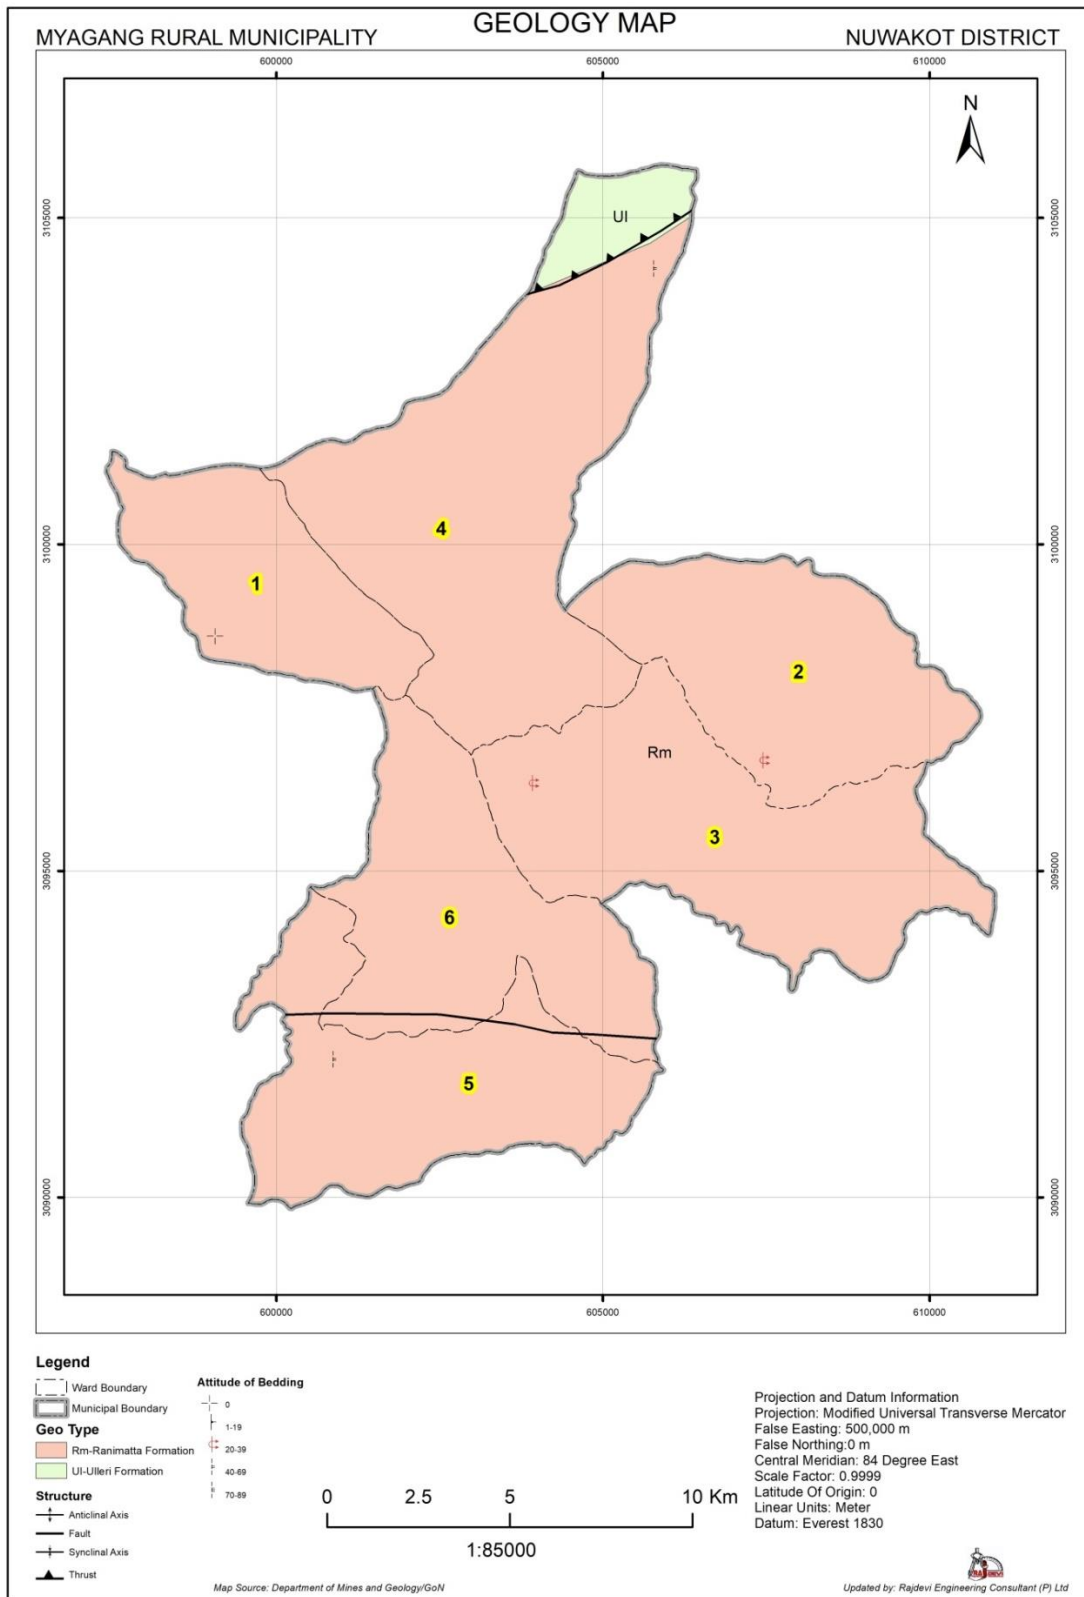 GEOLOGY MAP
MYAGANG RURAL MUNICIPALITY
NUWAKOT DISTRICT
600000
605000
610000
N
3105000
3105000
Ul
3100000
3100000
4
1
2
Rm
3
3095000
3095000
6
5
3090000
3090000
600000
605000
610000
Legend
Ward Boundary
Municipal Boundary
Geo Type
Rm-Ranimatta Formation
Ul-Ulleri Formation
Structure
Anticlinal Axis
Fault
Synclinal Axis
Thrust
Attitude of Bedding
0
1-19
20-39
40-69
70-89
0 2.5 5 10 Km
1:85000
Projection and Datum Information
Projection: Modified Universal Transverse Mercator
False Easting: 500,000 m
False Northing:0 m
Central Meridian: 84 Degree East
Scale Factor: 0.9999
Latitude Of Origin: 0
Linear Units: Meter
Datum: Everest 1830
Map Source: Department of Mines and Geology/GoN
Updated by: Rajdevi Engineering Consultant (P) Ltd